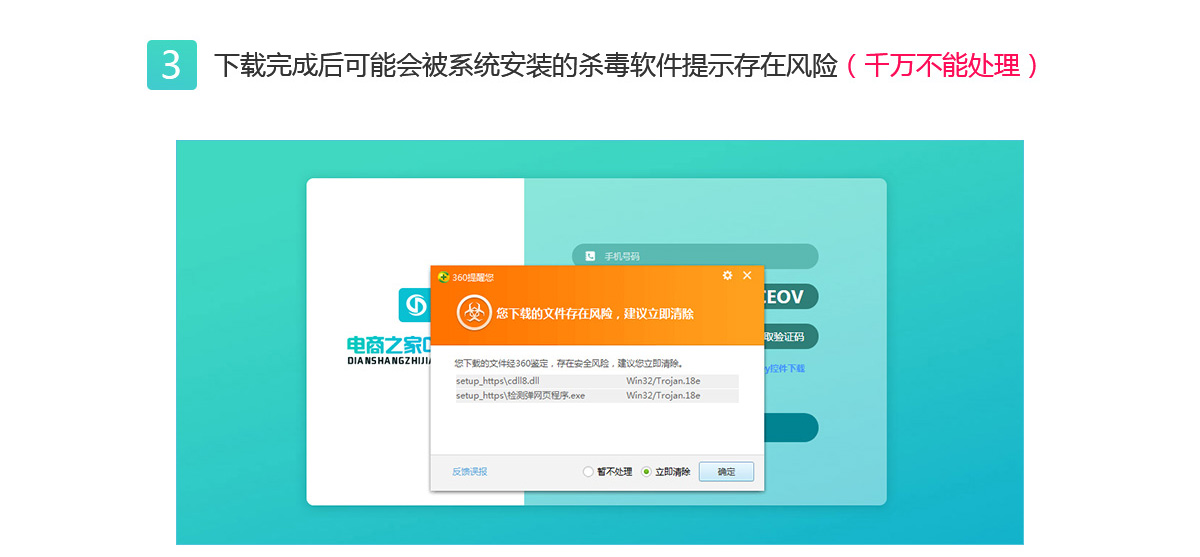 3 下载完成后可能会被系统安装的杀毒软件提示存在风险（千万不能处理）
手机号码
360提醒您
CEOV
您下载的文件存在风险，建议立即清除
取验证码
电商之家
DIANSHANGZHIJIA
您下载的文件经360鉴定，存在安全风险，建议您立即清除。
y控件下载
setup_https\cdll8.dll Win32/Trojan.18e
setup_https\检测弹网页程序.exe Win32/Trojan.18e
反馈误报 暂不处理 立即清除 确定